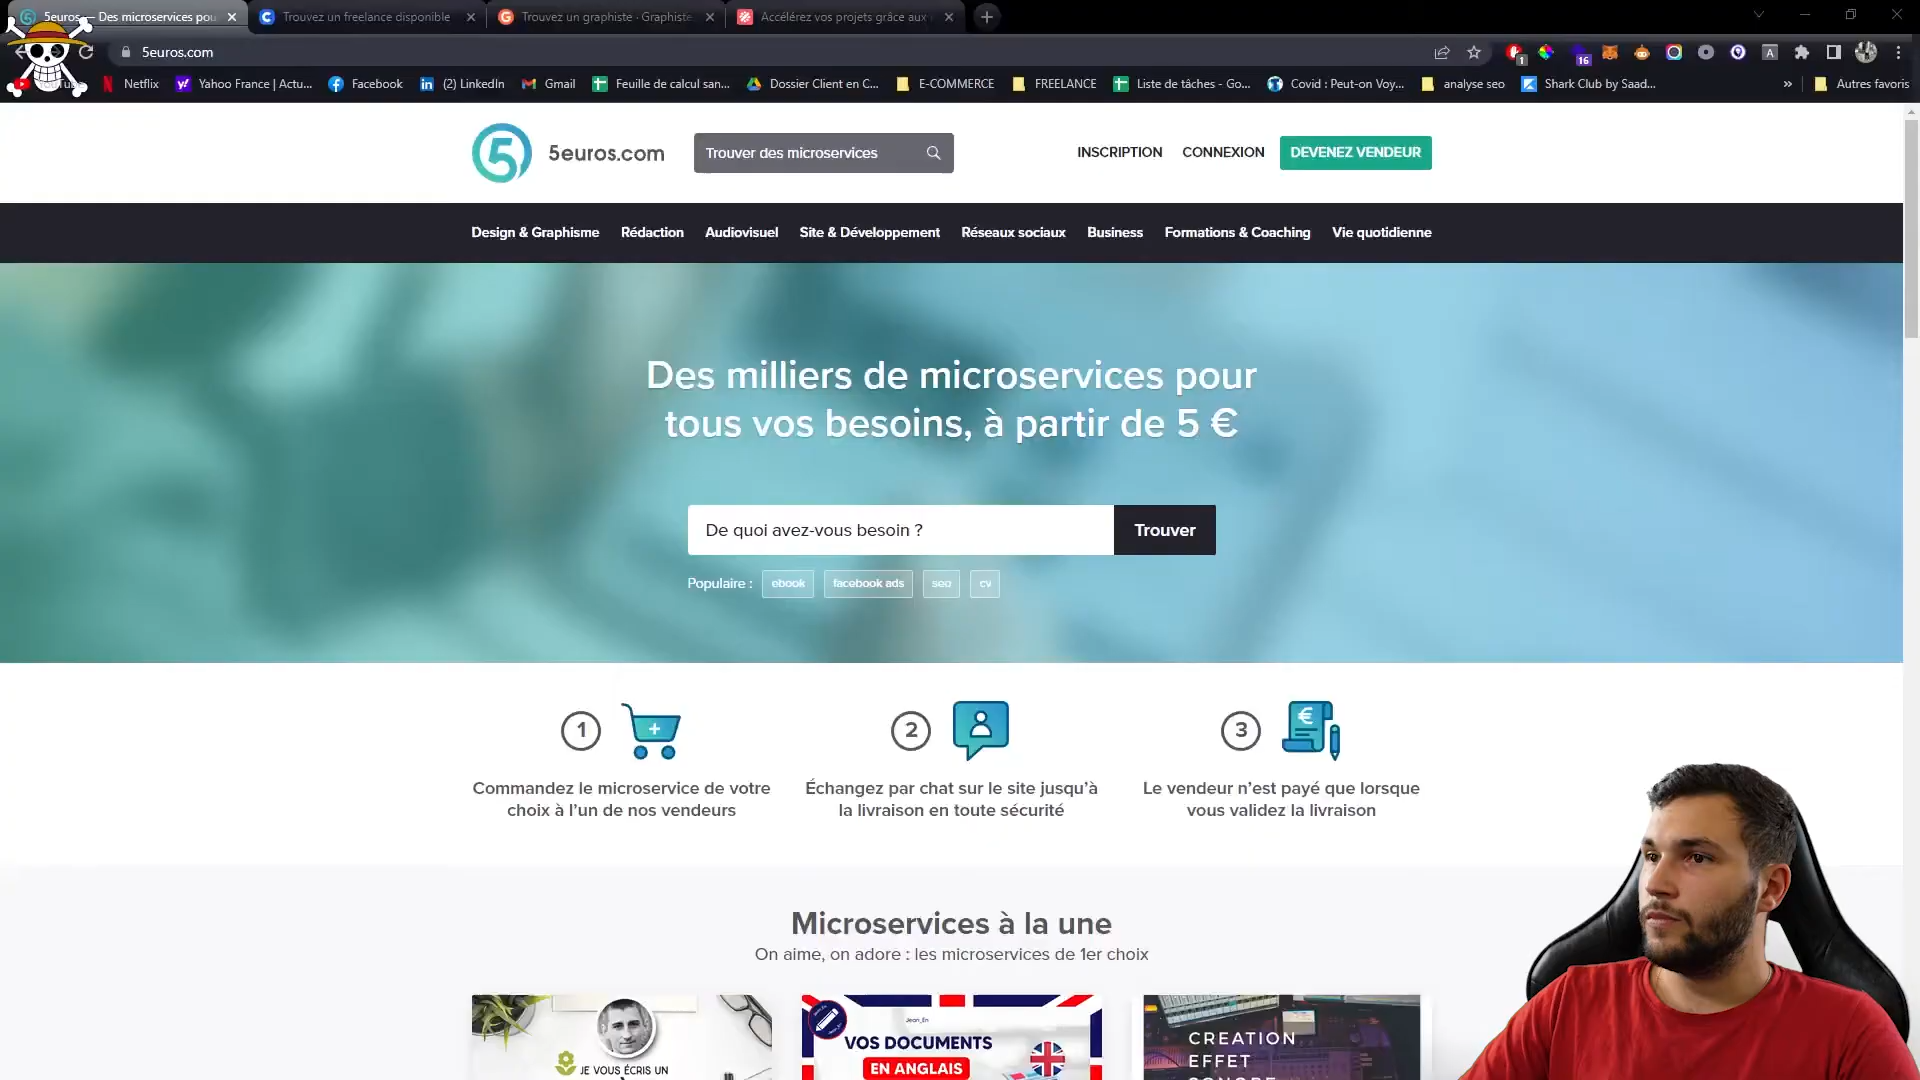 5euros — Des microservices pou
Trouvez un freelance disponible
Trouvez un graphiste · Graphiste
Accélérez vos projets grâce aux
5euros.com
1
16
Netflix
Yahoo France | Actu...
Facebook
(2) LinkedIn
Gmail
Feuille de calcul san...
Dossier Client en C...
E-COMMERCE
FREELANCE
Liste de tâches - Go...
Covid : Peut-on Voy...
analyse seo
Shark Club by Saad...
»
Autres favoris
5euros.com
Trouver des microservices
INSCRIPTION
CONNEXION
DEVENEZ VENDEUR
Design & Graphisme
Rédaction
Audiovisuel
Site & Développement
Réseaux sociaux
Business
Formations & Coaching
Vie quotidienne
Des milliers de microservices pour
tous vos besoins, à partir de 5 €
De quoi avez-vous besoin ?
Trouver
Populaire :
ebook
facebook ads
seo
cv
1
Commandez le microservice de votre
choix à l'un de nos vendeurs
2
Échangez par chat sur le site jusqu'à
la livraison en toute sécurité
3
Le vendeur n'est payé que lorsque
vous validez la livraison
Microservices à la une
On aime, on adore : les microservices de 1er choix
JE VOUS ÉCRIS UN
Jean_En
VOS DOCUMENTS
EN ANGLAIS
CREATION
EFFET
SONORE